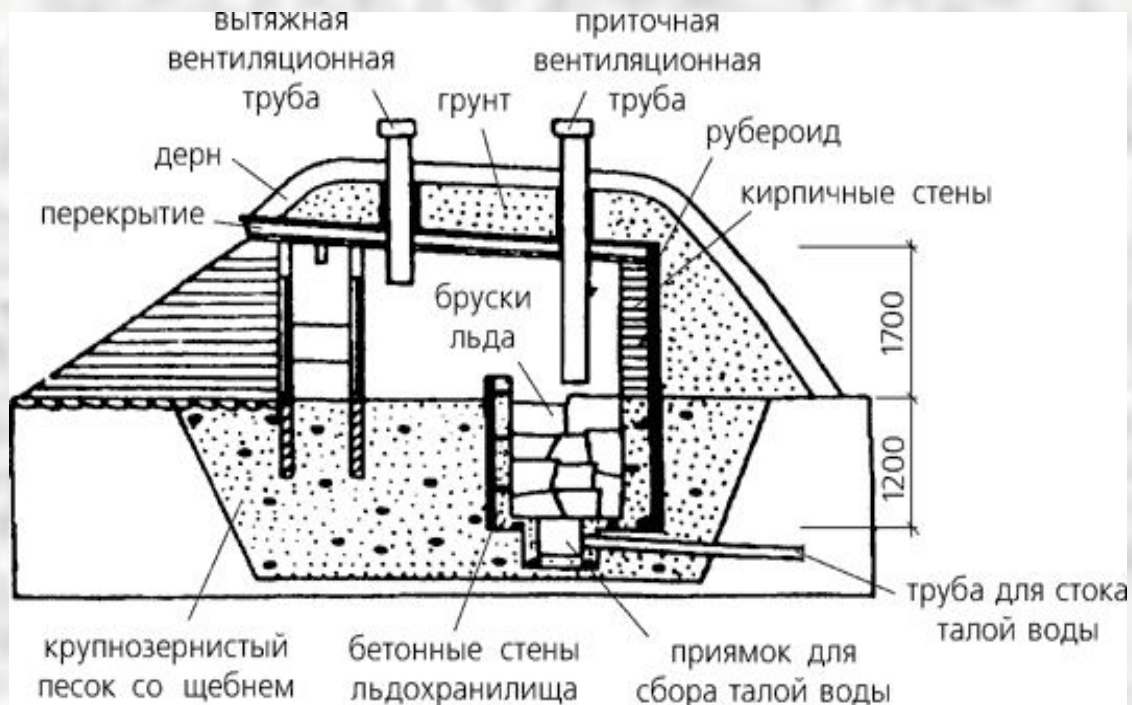 вытяжная
вентиляционная
труба
приточная
вентиляционная
труба
грунт
рубероид
дерн
кирпичные стены
перекрытие
бруски
льда
1700
1200
труба для стока
талой воды
крупнозернистый
песок со щебнем
бетонные стены
льдохранилища
приямок для
сбора талой воды